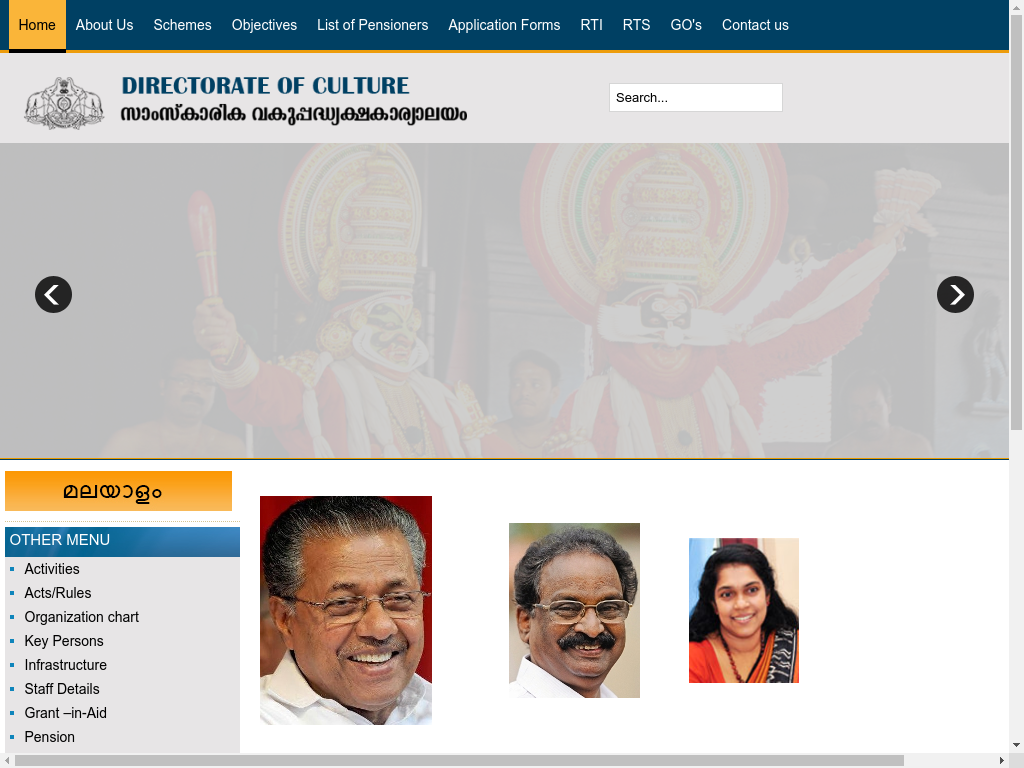 Home About Us Schemes Objectives List of Pensioners Application Forms RTI RTS GO's Contact us
DIRECTORATE OF CULTURE
സാംസ്കാരിക വകുപ്പദ്ധ്യക്ഷകാര്യാലയം
Search...
മലയാളം
OTHER MENU
Activities
Acts/Rules
Organization chart
Key Persons
Infrastructure
Staff Details
Grant –in-Aid
Pension